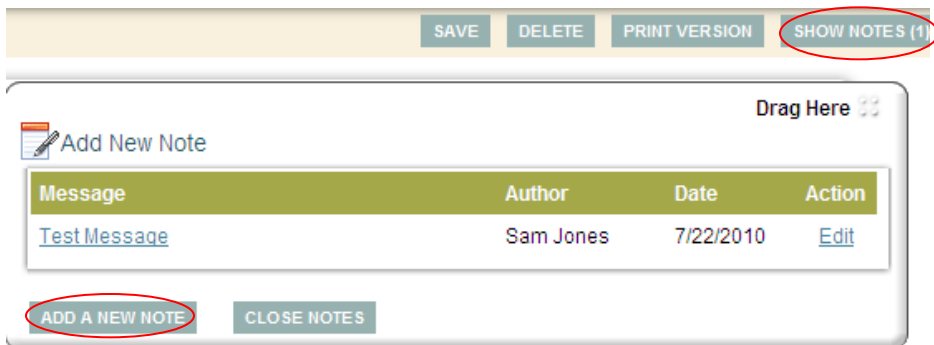 SAVE DELETE PRINT VERSION SHOW NOTES (1)
Drag Here
Add New Note
Message Author Date Action
Test Message Sam Jones 7/22/2010 Edit
ADD A NEW NOTE CLOSE NOTES